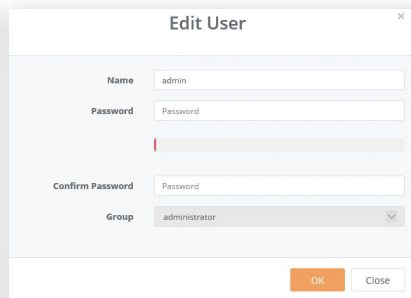 Edit User
×
Name admin
Password Password
Confirm Password Password
Group administrator
OK Close